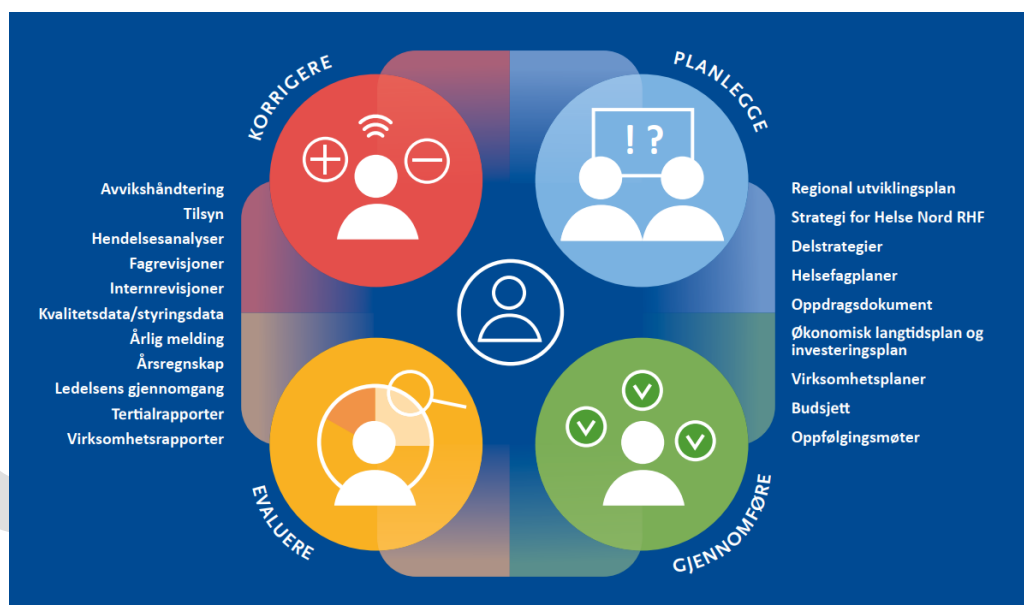 KORRIGERE
PLANLEGGE
! ?
Avvikshåndtering
Tilsyn
Hendelsesanalyser
Fagrevisjoner
Internrevisjoner
Kvalitetsdata/styringsdata
Årlig melding
Årsregnskap
Ledelsens gjennomgang
Tertialrapporter
Virksomhetsrapporter
Regional utviklingsplan
Strategi for Helse Nord RHF
Delstrategier
Helsefagplaner
Oppdragsdokument
Økonomisk langtidsplan og
investeringsplan
Virksomhetsplaner
Budsjett
Oppfølgingsmøter
EVALUERE
GJENNOMFØRE